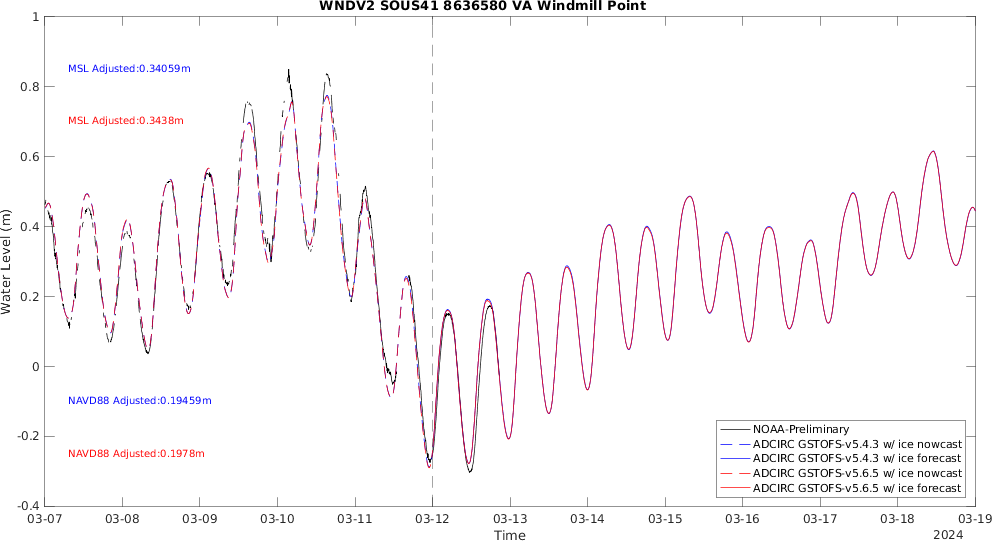 WNDV2 SOUS41 8636580 VA Windmill Point
1
0.8
0.6
0.4
0.2
0
-0.2
-0.4
Water Level (m)
MSL Adjusted:0.34059m
MSL Adjusted:0.3438m
NAVD88 Adjusted:0.19459m
NAVD88 Adjusted:0.1978m
NOAA-Preliminary
ADCIRC GSTOFS-v5.4.3 w/ ice nowcast
ADCIRC GSTOFS-v5.4.3 w/ ice forecast
ADCIRC GSTOFS-v5.6.5 w/ ice nowcast
ADCIRC GSTOFS-v5.6.5 w/ ice forecast
03-07 03-08 03-09 03-10 03-11 03-12 03-13 03-14 03-15 03-16 03-17 03-18 03-19
Time
2024